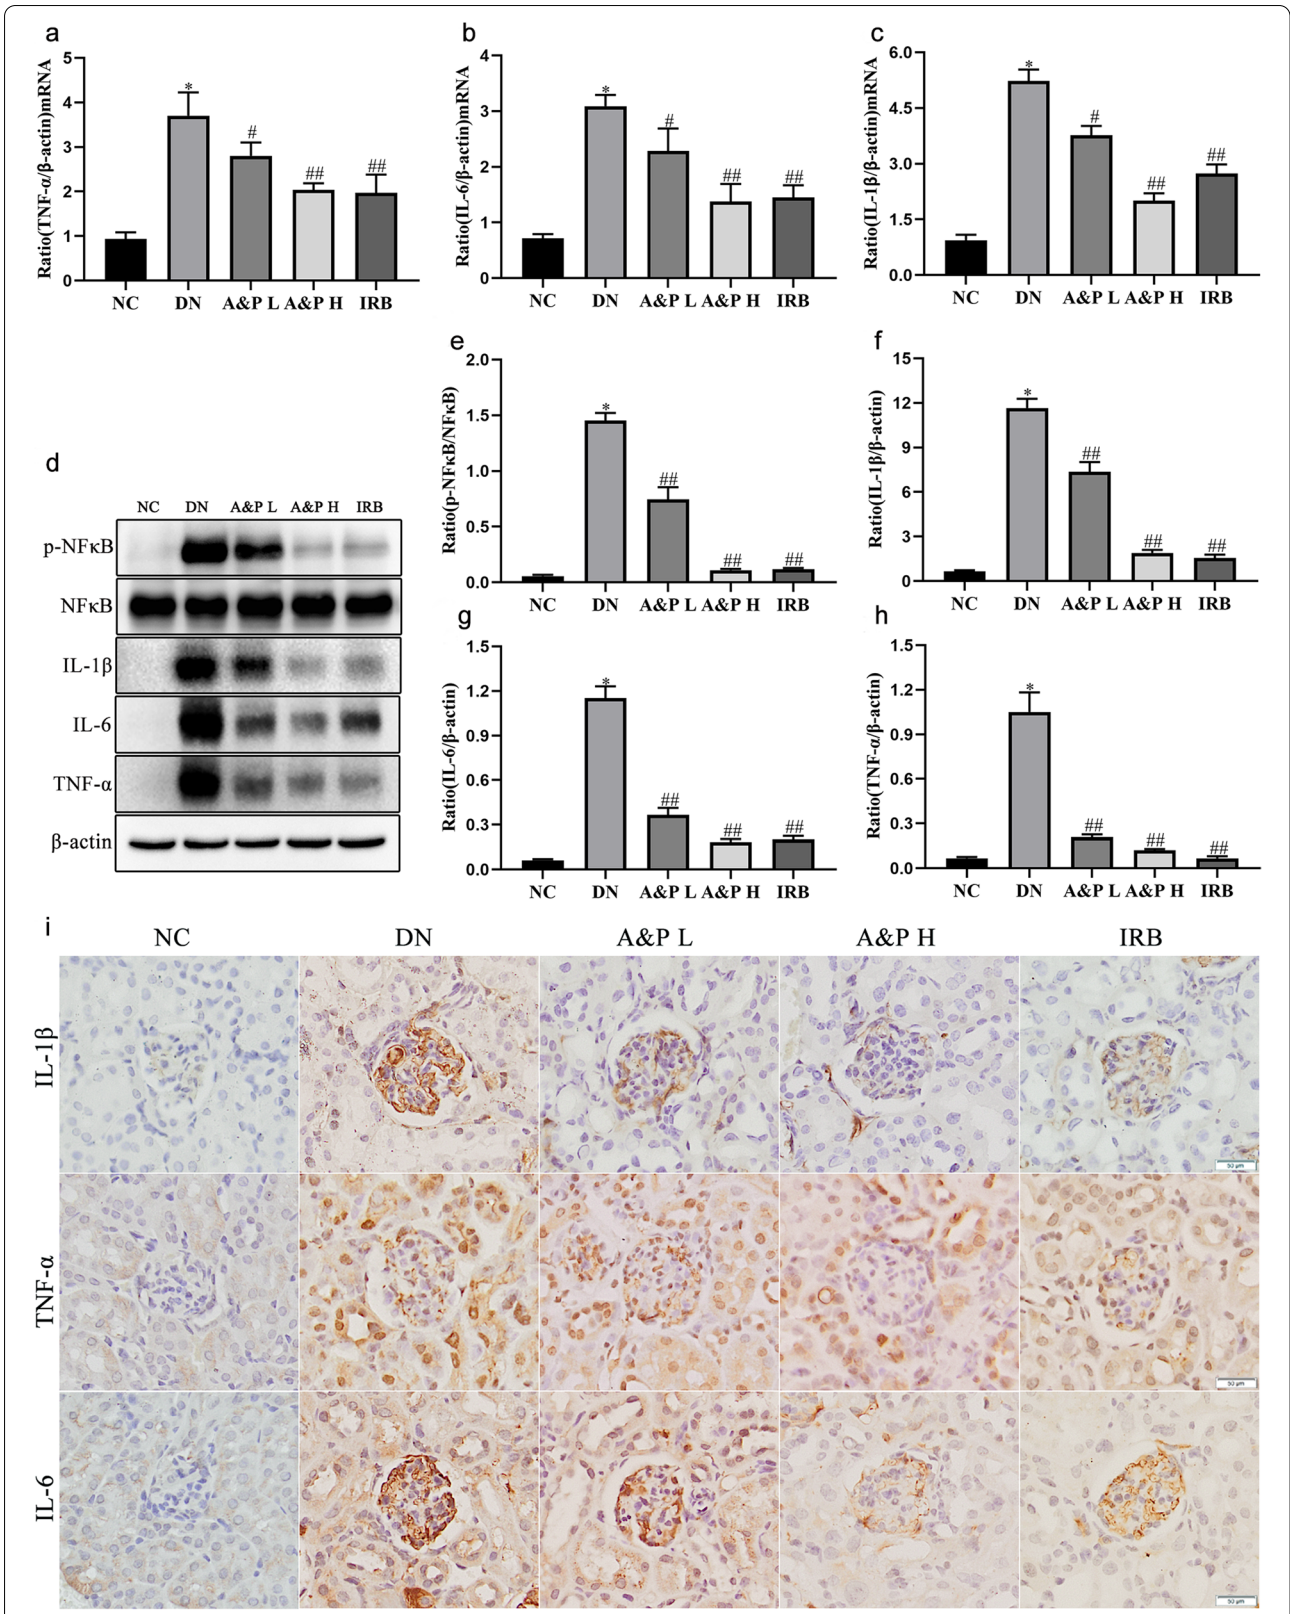 a
Ratio(TNF-α/β-actin)mRNA
5
4
3
2
1
0
*
#
##
##
NC DN A&P L A&P H IRB
b
Ratio(IL-6/β-actin)mRNA
4
3
2
1
0
*
#
##
##
NC DN A&P L A&P H IRB
c
Ratio(IL-1β/β-actin)mRNA
6.0
4.5
3.0
1.5
0.0
*
#
##
##
NC DN A&P L A&P H IRB
d
NC DN A&P L A&P H IRB
p-NFκB
NFκB
IL-1β
IL-6
TNF-α
β-actin
e
Ratio(p-NFκB/NFκB)
2.0
1.5
1.0
0.5
0.0
*
##
##
##
NC DN A&P L A&P H IRB
f
Ratio(IL-1β/β-actin)
15
12
9
6
3
0
*
##
##
##
NC DN A&P L A&P H IRB
g
Ratio(IL-6/β-actin)
1.5
1.2
0.9
0.6
0.3
0.0
*
##
##
##
NC DN A&P L A&P H IRB
h
Ratio(TNF-α/β-actin)
1.5
1.2
0.9
0.6
0.3
0.0
*
##
##
##
NC DN A&P L A&P H IRB
i
NC DN A&P L A&P H IRB
IL-1β
50 μm
TNF-α
50 μm
IL-6
50 μm